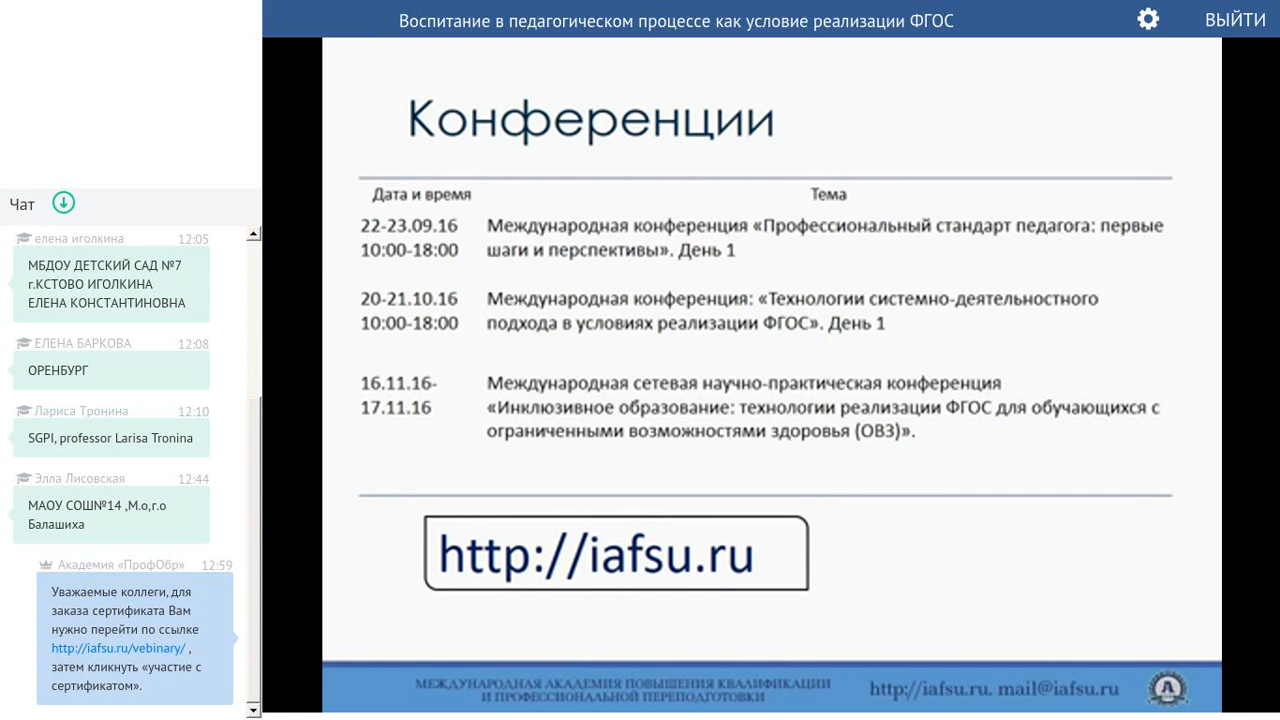 Воспитание в педагогическом процессе как условие реализации ФГОС
ВЫЙТИ
Чат
елена иголкина 12:05
МБДОУ ДЕТСКИЙ САД №7
г.КСТОВО ИГОЛКИНА
ЕЛЕНА КОНСТАНТИНОВНА
ЕЛЕНА БАРКОВА 12:08
ОРЕНБУРГ
Лариса Тронина 12:10
SGPI, professor Larisa Tronina
Элла Лисовская 12:44
МАОУ СОШ№14 ,М.о,г.о
Балашиха
Академия «ПрофОбр» 12:59
Уважаемые коллеги, для
заказа сертификата Вам
нужно перейти по ссылке
http://iafsu.ru/vebinary/ ,
затем кликнуть «участие с
сертификатом».
Конференции
Дата и время Тема
22-23.09.16 Международная конференция «Профессиональный стандарт педагога: первые
10:00-18:00 шаги и перспективы». День 1
20-21.10.16 Международная конференция: «Технологии системно-деятельностного
10:00-18:00 подхода в условиях реализации ФГОС». День 1
16.11.16- Международная сетевая научно-практическая конференция
17.11.16 «Инклюзивное образование: технологии реализации ФГОС для обучающихся с
ограниченными возможностями здоровья (ОВЗ)».
http://iafsu.ru
МЕЖДУНАРОДНАЯ АКАДЕМИЯ ПОВЫШЕНИЯ КВАЛИФИКАЦИИ
И ПРОФЕССИОНАЛЬНОЙ ПЕРЕПОДГОТОВКИ
http://iafsu.ru. mail@iafsu.ru